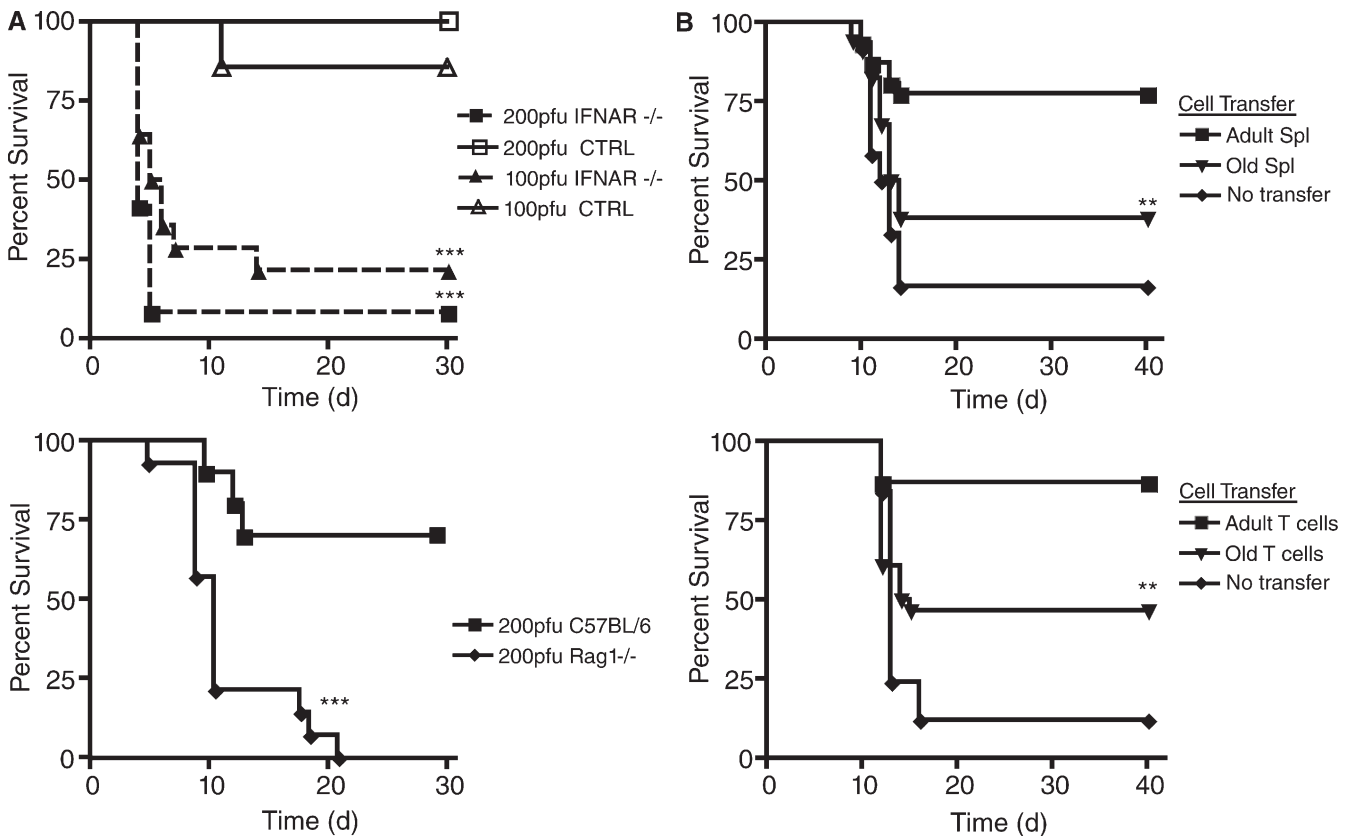 A
100
75
50
25
0
Percent Survival
0 10 20 30
Time (d)
200pfu IFNAR -/-
200pfu CTRL
100pfu IFNAR -/-
100pfu CTRL
***
***
B
100
75
50
25
0
Percent Survival
0 10 20 30 40
Time (d)
Cell Transfer
Adult Spl
Old Spl
No transfer
**
100
75
50
25
0
Percent Survival
0 10 20 30
Time (d)
200pfu C57BL/6
200pfu Rag1-/-
***
100
75
50
25
0
Percent Survival
0 10 20 30 40
Time (d)
Cell Transfer
Adult T cells
Old T cells
No transfer
**